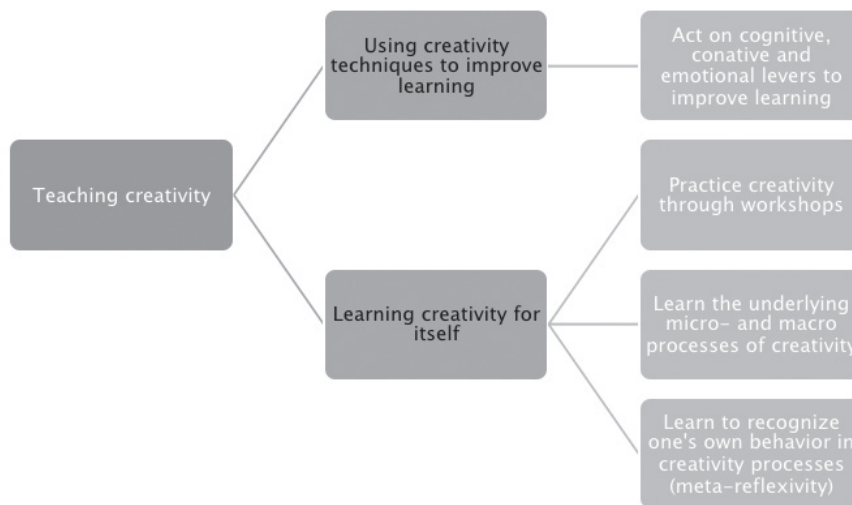 Teaching creativity
Using creativity
techniques to improve
learning
Act on cognitive,
conative and
emotional levers to
improve learning
Learning creativity for
itself
Practice creativity
through workshops
Learn the underlying
micro- and macro
processes of creativity
Learn to recognize
one's own behavior in
creativity processes
(meta-reflexivity)